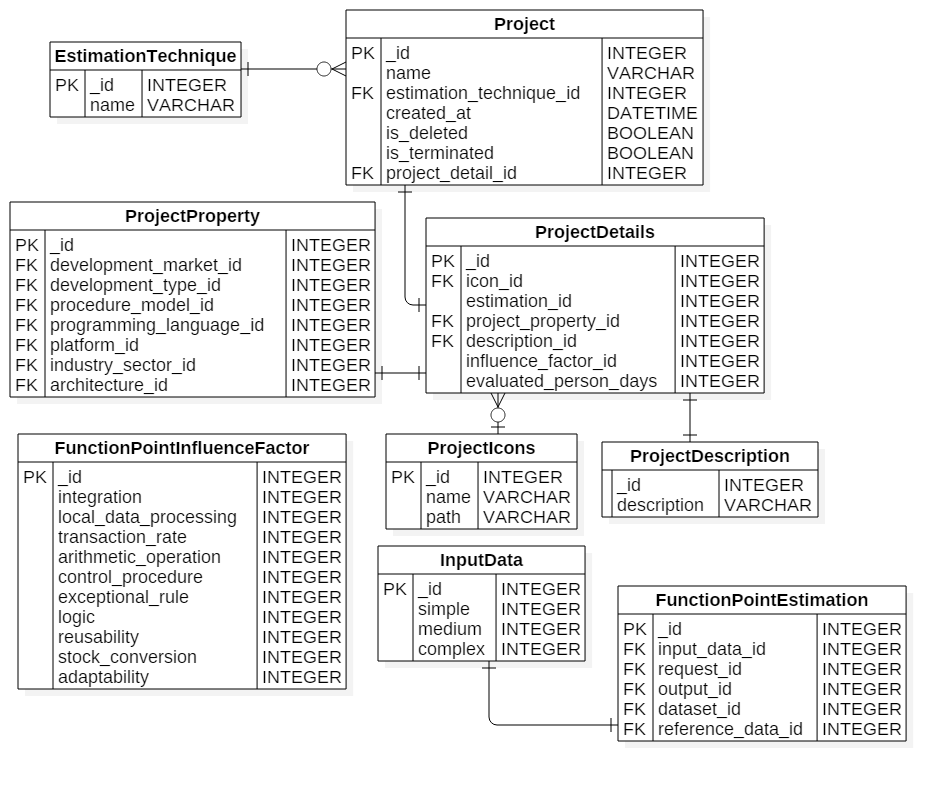 Project
PK _id INTEGER
name VARCHAR
FK estimation_technique_id INTEGER
created_at DATETIME
is_deleted BOOLEAN
is_terminated BOOLEAN
FK project_detail_id INTEGER
EstimationTechnique
PK _id INTEGER
name VARCHAR
ProjectProperty
PK _id INTEGER
FK development_market_id INTEGER
FK development_type_id INTEGER
FK procedure_model_id INTEGER
FK programming_language_id INTEGER
FK platform_id INTEGER
FK industry_sector_id INTEGER
FK architecture_id INTEGER
ProjectDetails
PK _id INTEGER
FK icon_id INTEGER
estimation_id INTEGER
FK project_property_id INTEGER
FK description_id INTEGER
influence_factor_id INTEGER
evaluated_person_days INTEGER
FunctionPointInfluenceFactor
PK _id INTEGER
integration INTEGER
local_data_processing INTEGER
transaction_rate INTEGER
arithmetic_operation INTEGER
control_procedure INTEGER
exceptional_rule INTEGER
logic INTEGER
reusability INTEGER
stock_conversion INTEGER
adaptability INTEGER
ProjectIcons
PK _id INTEGER
name VARCHAR
path VARCHAR
ProjectDescription
_id INTEGER
description VARCHAR
InputData
PK _id INTEGER
simple INTEGER
medium INTEGER
complex INTEGER
FunctionPointEstimation
PK _id INTEGER
FK input_data_id INTEGER
FK request_id INTEGER
FK output_id INTEGER
FK dataset_id INTEGER
FK reference_data_id INTEGER